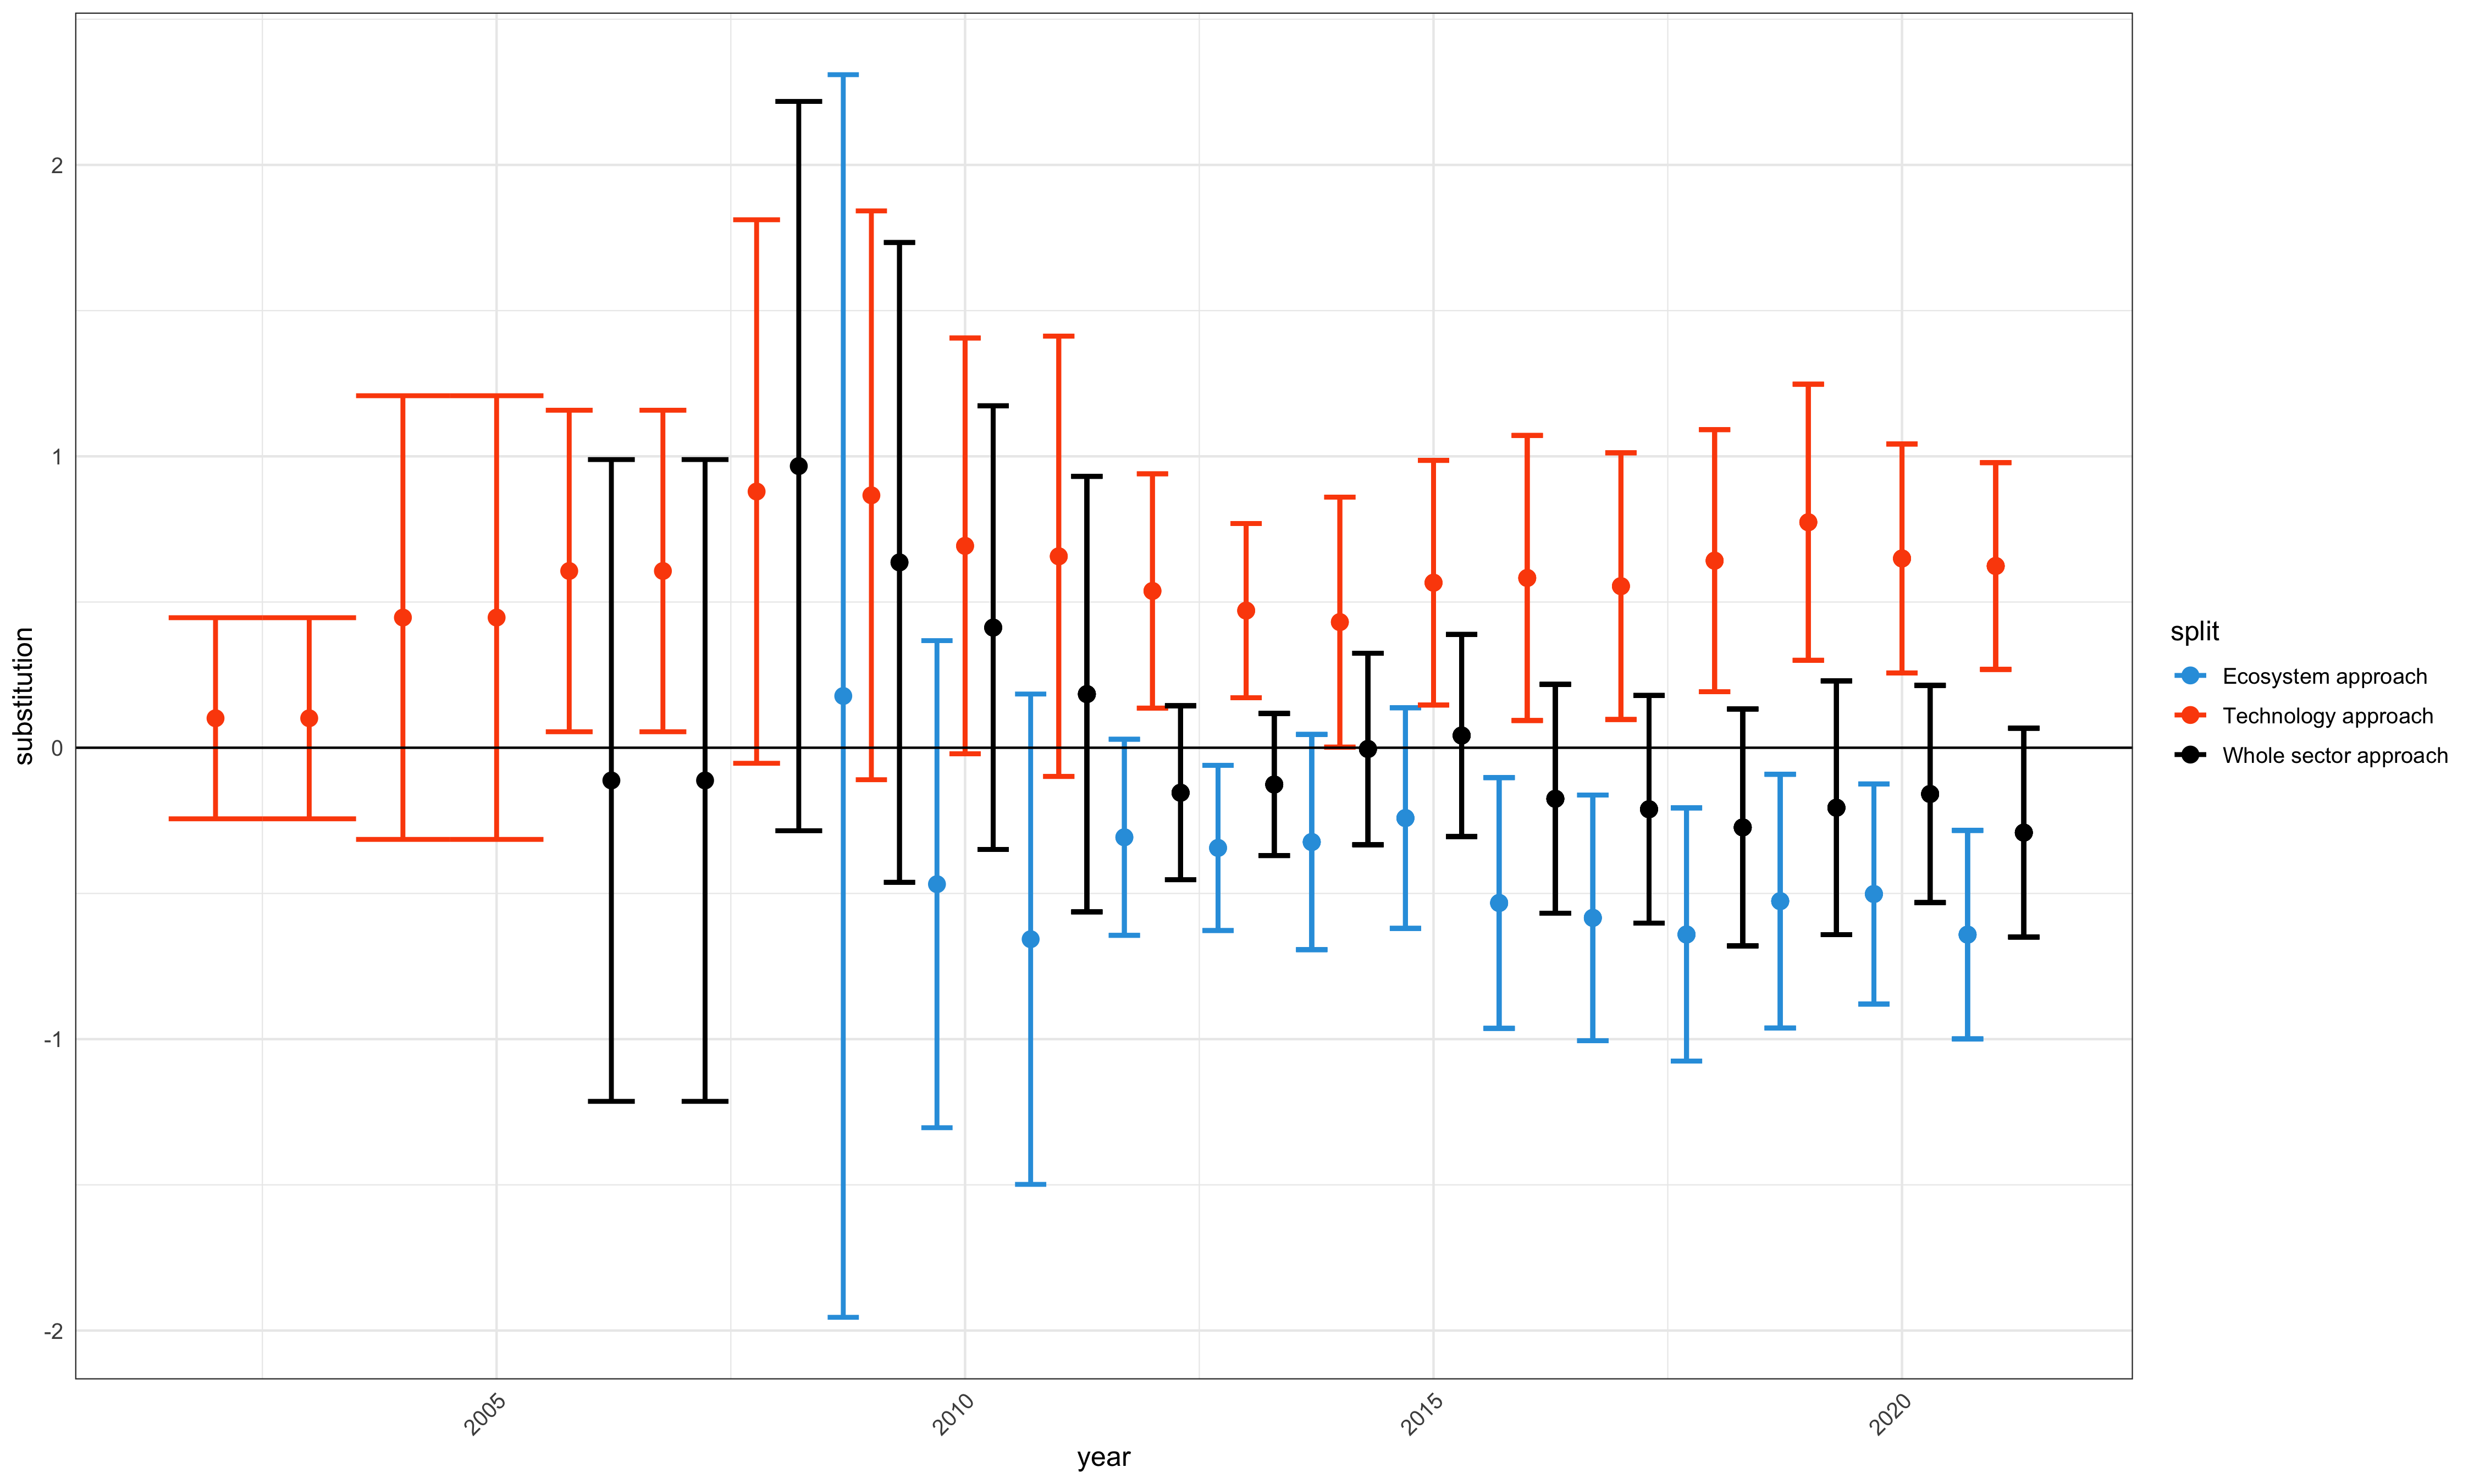 substitution
2
1
0
-1
-2
2005
2010
2015
2020
year
split
Ecosystem approach
Technology approach
Whole sector approach